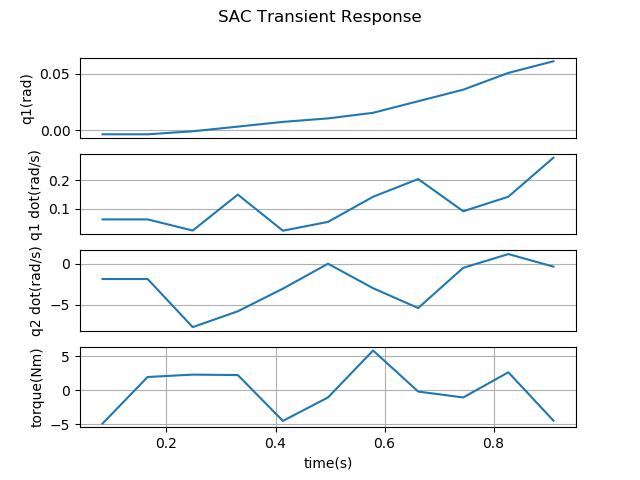 SAC Transient Response
q1(rad)
0.05
0.00
q1 dot(rad/s)
0.2
0.1
q2 dot(rad/s)
0
−5
torque(Nm)
5
0
−5
0.2 0.4 0.6 0.8
time(s)